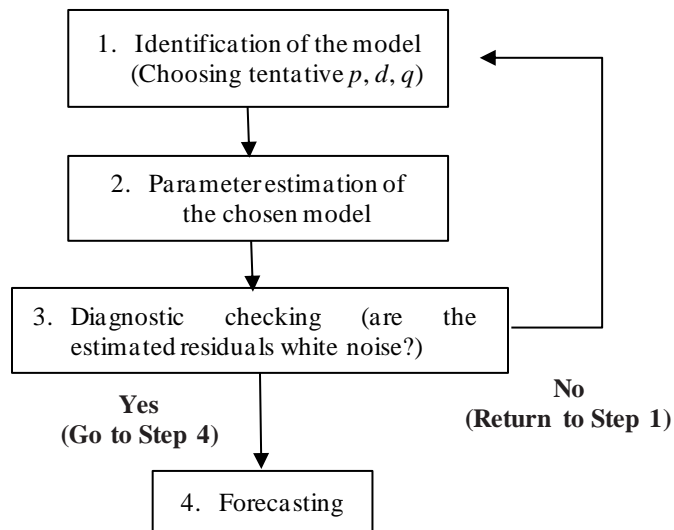 1. Identification of the model
(Choosing tentative p, d, q)
2. Parameter estimation of
the chosen model
3. Diagnostic checking (are the
estimated residuals white noise?)
Yes
(Go to Step 4)
No
(Return to Step 1)
4. Forecasting